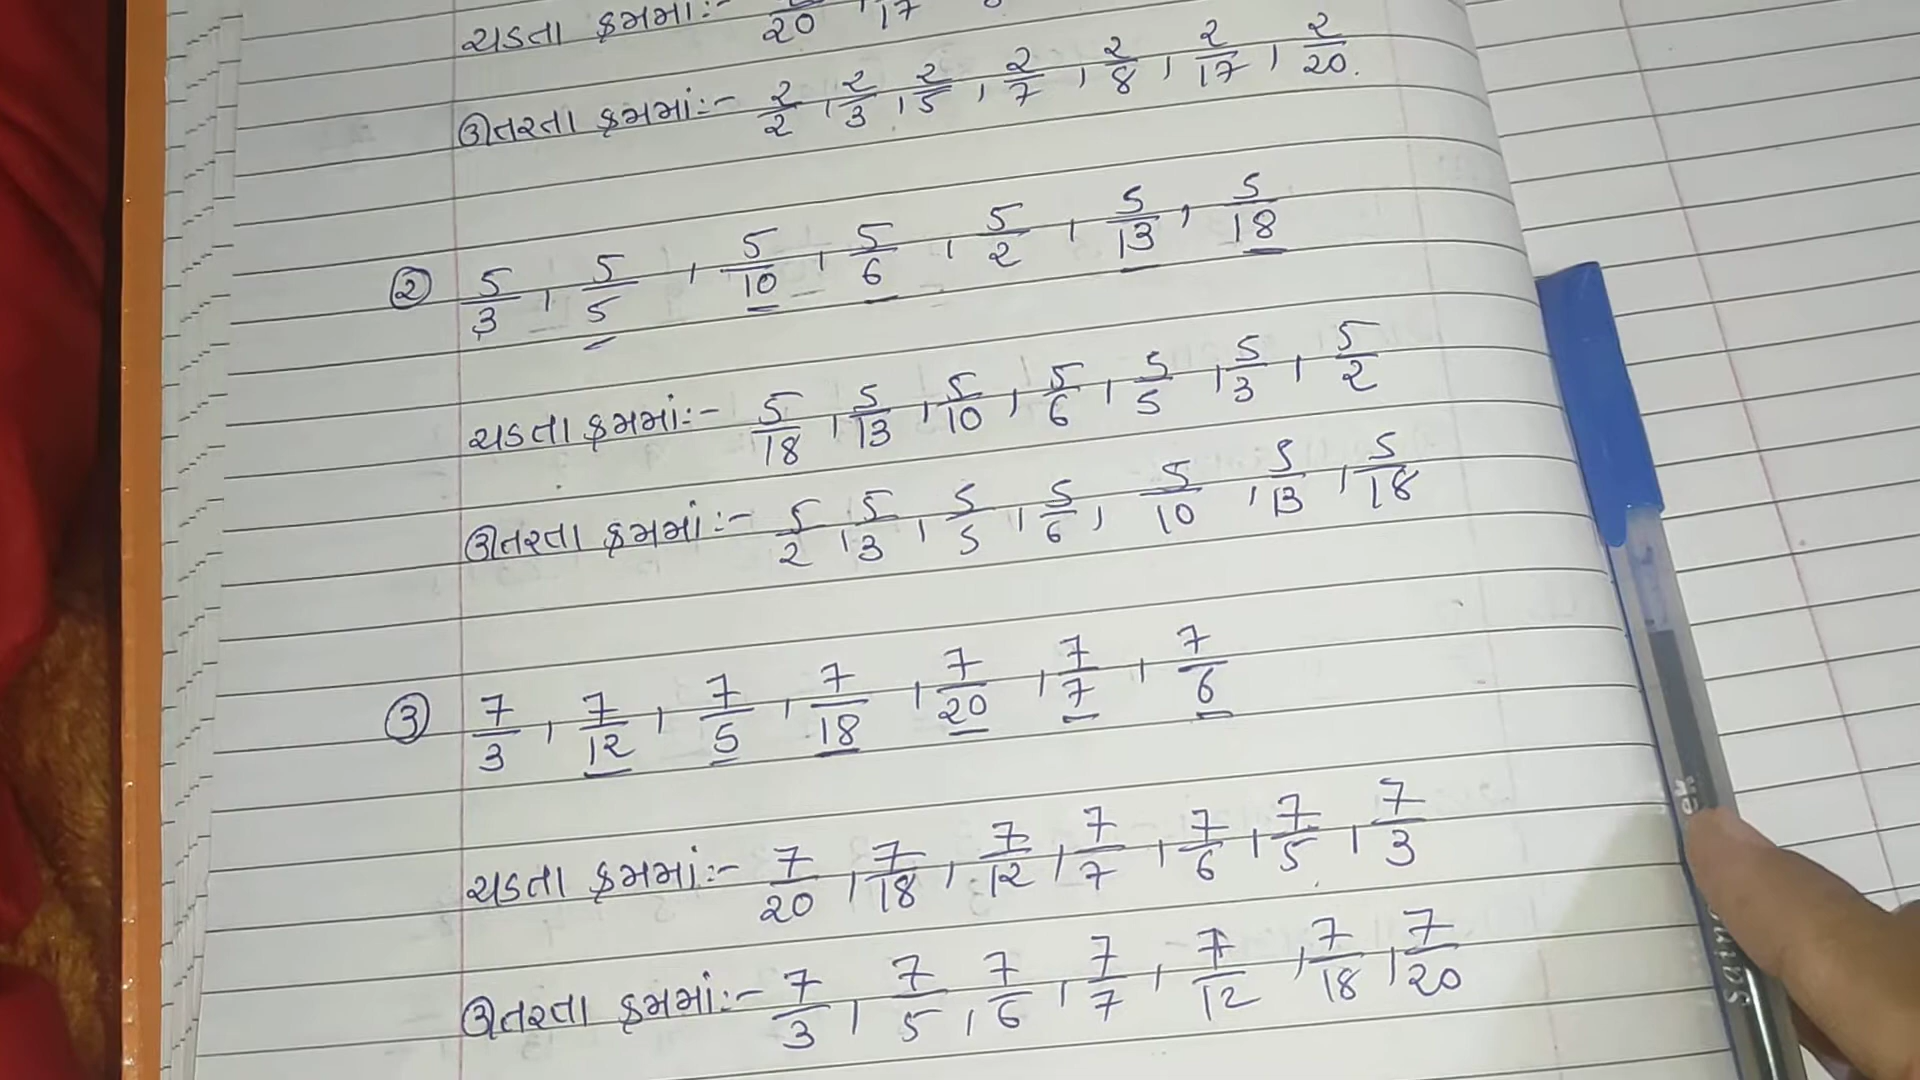 ચડતા ક્રમમાં:- /20, /17
ઉતરતા ક્રમમાં:- 2/2, 2/3, 2/5, 2/7, 2/8, 2/17, 2/20.
② 5/3, 5/5, 5/10, 5/6, 5/2, 5/13, 5/18
ચડતા ક્રમમાં:- 5/18, 5/13, 5/10, 5/6, 5/5, 5/3, 5/2
ઉતરતા ક્રમમાં:- 5/2, 5/3, 5/5, 5/6, 5/10, 5/13, 5/18
③ 7/3, 7/12, 7/5, 7/18, 7/20, 7/7, 7/6
ચડતા ક્રમમાં:- 7/20, 7/18, 7/12, 7/7, 7/6, 7/5, 7/3
ઉતરતા ક્રમમાં:- 7/3, 7/5, 7/6, 7/7, 7/12, 7/18, 7/20